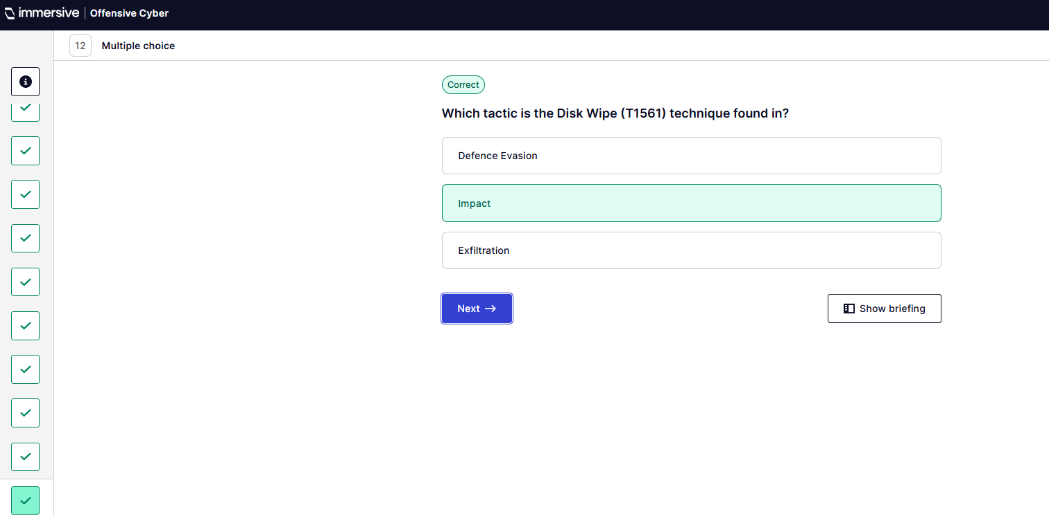 immersive | Offensive Cyber
12 Multiple choice
Correct
Which tactic is the Disk Wipe (T1561) technique found in?
Defence Evasion
Impact
Exfiltration
Next → Show briefing